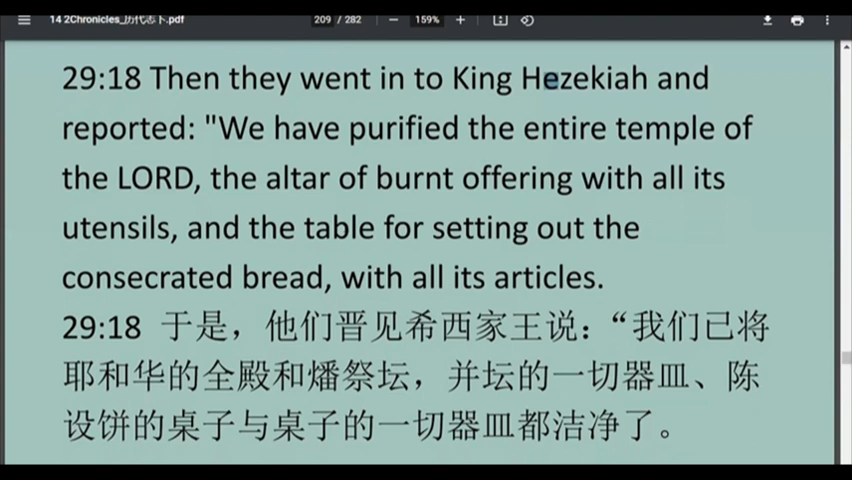 14 2Chronicles_历代志下.pdf
209 / 282
159%
29:18 Then they went in to King Hezekiah and
reported: "We have purified the entire temple of
the LORD, the altar of burnt offering with all its
utensils, and the table for setting out the
consecrated bread, with all its articles.
29:18 于是，他们晋见希西家王说：“我们已将
耶和华的全殿和燔祭坛，并坛的一切器皿、陈
设饼的桌子与桌子的一切器皿都洁净了。